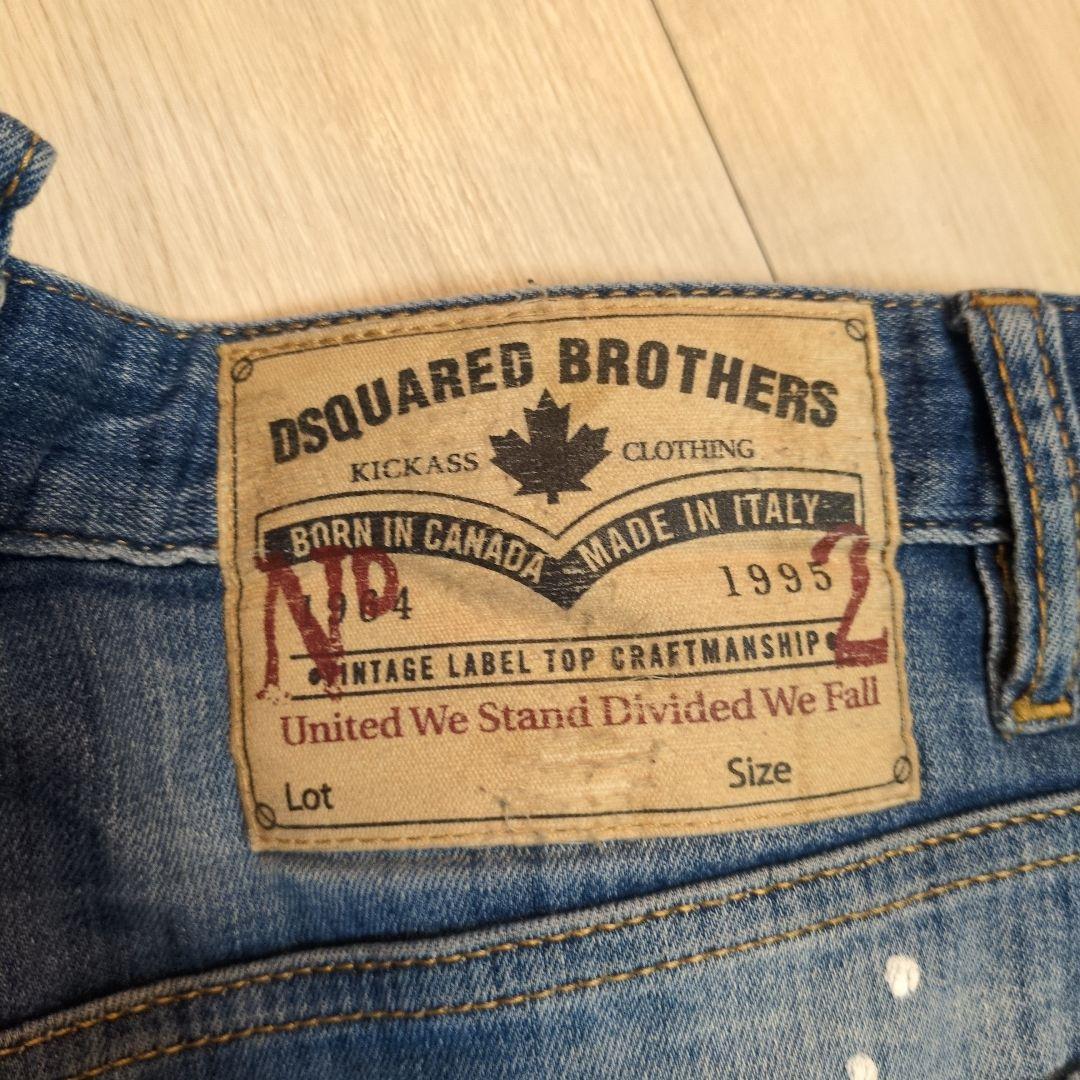 DSQUARED BROTHERS
KICKASS CLOTHING
BORN IN CANADA - MADE IN ITALY
1964 1995
No 2
VINTAGE LABEL TOP CRAFTMANSHIP
United We Stand Divided We Fall
Lot Size